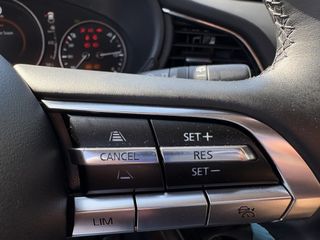 SET+
CANCEL
RES
SET-
LIM